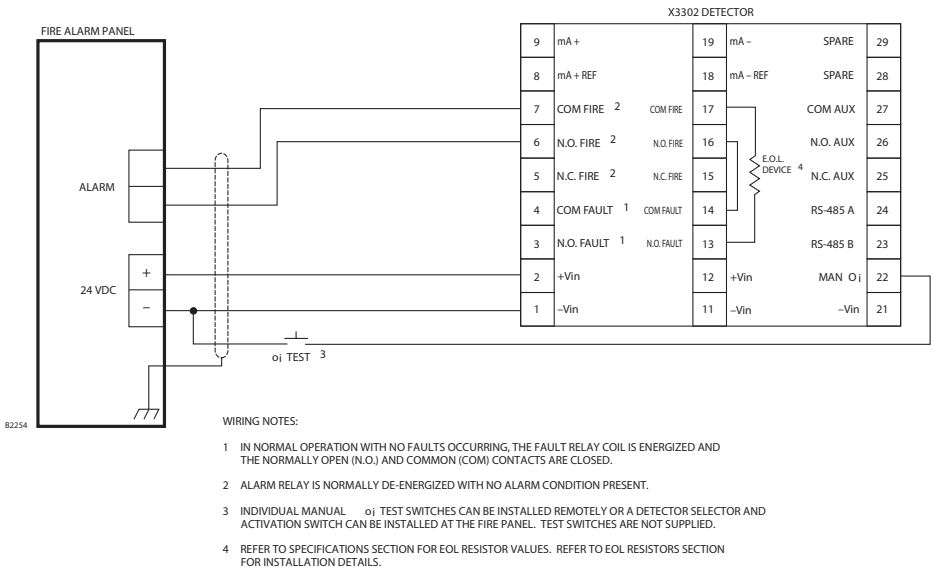 X3302 DETECTOR
FIRE ALARM PANEL
9 mA + 19 mA – SPARE 29
8 mA + REF 18 mA – REF SPARE 28
7 COM FIRE 2 COM FIRE 17 COM AUX 27
6 N.O. FIRE 2 N.O. FIRE 16 N.O. AUX 26
E.O.L.
DEVICE 4
5 N.C. FIRE 2 N.C. FIRE 15 N.C. AUX 25
ALARM
4 COM FAULT 1 COM FAULT 14 RS-485 A 24
3 N.O. FAULT 1 N.O. FAULT 13 RS-485 B 23
+
2 +Vin 12 +Vin MAN Oi 22
24 VDC
–
1 –Vin 11 –Vin –Vin 21
oi TEST 3
B2254
WIRING NOTES:
1 IN NORMAL OPERATION WITH NO FAULTS OCCURRING, THE FAULT RELAY COIL IS ENERGIZED AND
THE NORMALLY OPEN (N.O.) AND COMMON (COM) CONTACTS ARE CLOSED.
2 ALARM RELAY IS NORMALLY DE-ENERGIZED WITH NO ALARM CONDITION PRESENT.
3 INDIVIDUAL MANUAL oi TEST SWITCHES CAN BE INSTALLED REMOTELY OR A DETECTOR SELECTOR AND
ACTIVATION SWITCH CAN BE INSTALLED AT THE FIRE PANEL. TEST SWITCHES ARE NOT SUPPLIED.
4 REFER TO SPECIFICATIONS SECTION FOR EOL RESISTOR VALUES. REFER TO EOL RESISTORS SECTION
FOR INSTALLATION DETAILS.